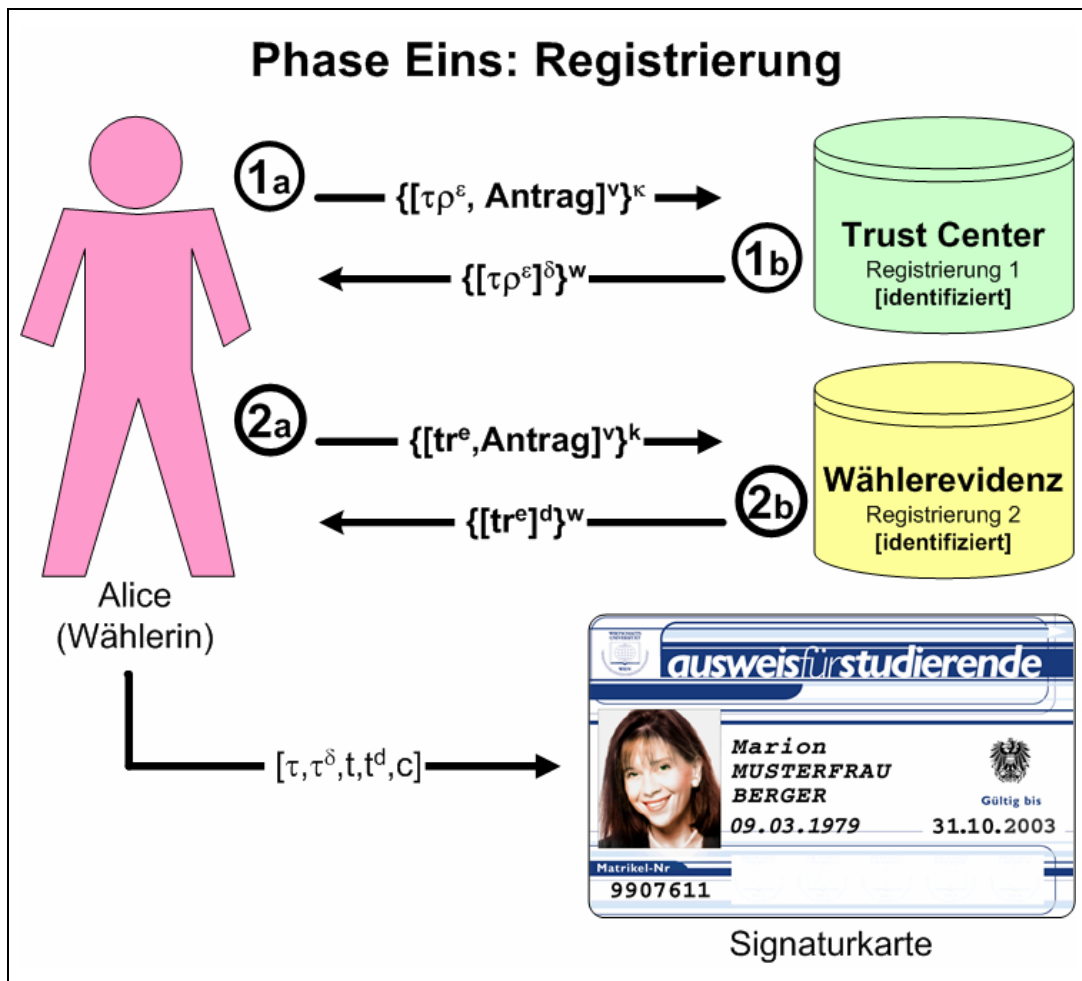 Phase Eins: Registrierung
1a
{[τρ^ε, Antrag]^v}^κ
Trust Center
Registrierung 1
[identifiziert]
1b
{[τρ^ε]^δ}^w
2a
{[tr^e,Antrag]^v}^k
Wählerevidenz
Registrierung 2
[identifiziert]
2b
{[tr^e]^d}^w
Alice
(Wählerin)
[τ,τ^δ,t,t^d,c]
WIEN
ausweisfürstudierende
Marion
MUSTERFRAU
BERGER
Gültig bis
09.03.1979 31.10.2003
Matrikel-Nr
9907611
Signaturkarte